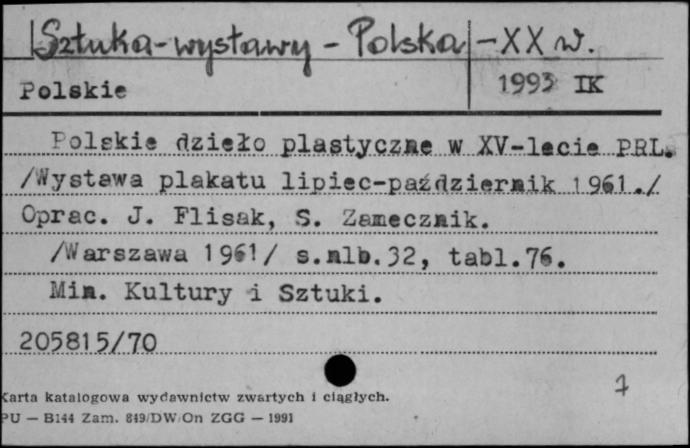 Sztuka-wystawy - Polska - XX w.
Polskie 1993 IK
Polskie dzieło plastyczne w XV-lecie PRL.
/Wystawa plakatu lipiec-październik 1961./
Oprac. J. Flisak, S. Zamecznik.
/Warszawa 1961/ s.nlb.32, tabl.76.
Min. Kultury i Sztuki.
205815/70
7
Karta katalogowa wydawnictw zwartych i ciągłych.
PU — B144 Zam. 849/DW/On ZGG — 1991